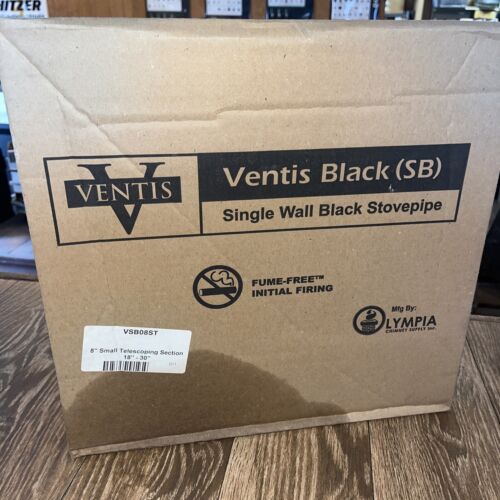 HITZER
VENTIS
Ventis Black (SB)
Single Wall Black Stovepipe
FUME-FREE™
INITIAL FIRING
Mfg By:
OLYMPIA
CHIMNEY SUPPLY Inc.
VSB08ST
8" Small Telescoping Section
18" - 30"